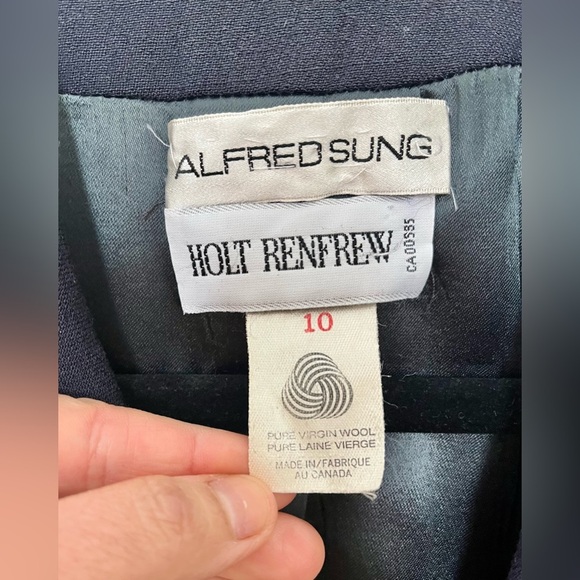 ALFRED SUNG
HOLT RENFREW
CA00535
10
PURE VIRGIN WOOL
PURE LAINE VIERGE
MADE IN/FABRIQUE
AU CANADA